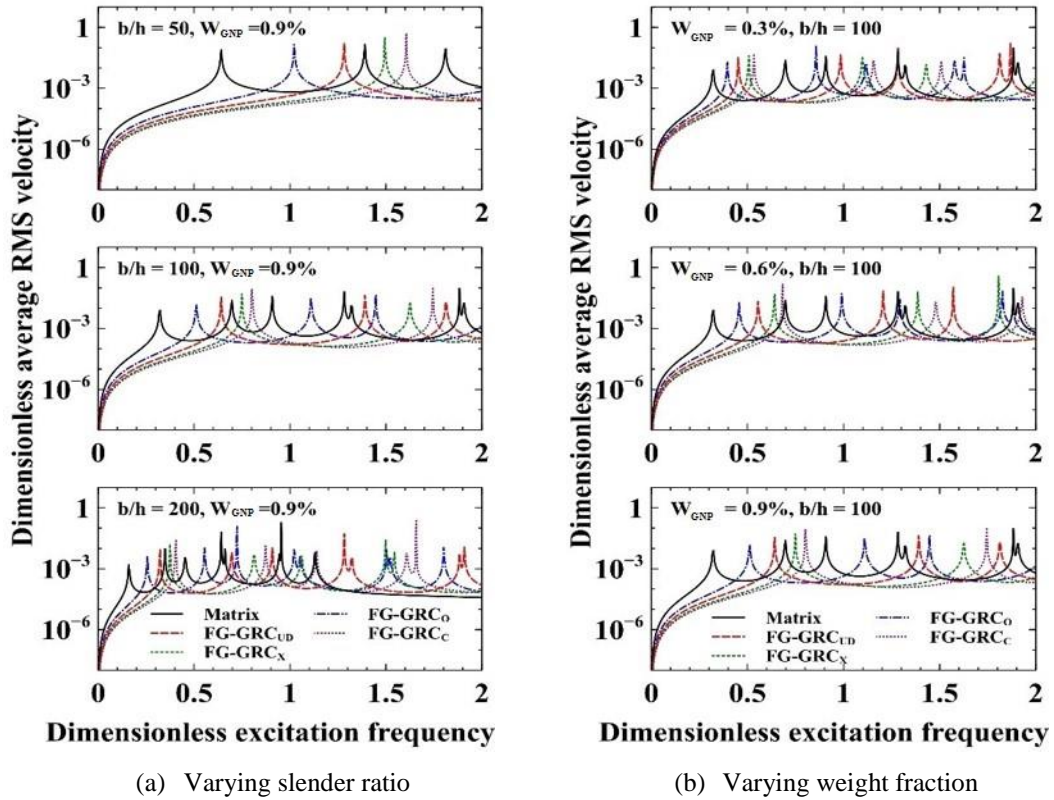 Dimensionless average RMS velocity
b/h = 50, W_GNP =0.9%
1
10^-3
10^-6
0 0.5 1 1.5 2
b/h = 100, W_GNP =0.9%
1
10^-3
10^-6
0 0.5 1 1.5 2
b/h = 200, W_GNP =0.9%
1
10^-3
10^-6
Matrix
FG-GRC_UD
FG-GRC_X
FG-GRC_O
FG-GRC_C
0 0.5 1 1.5 2
Dimensionless excitation frequency
(a) Varying slender ratio
Dimensionless average RMS velocity
W_GNP = 0.3%, b/h = 100
1
10^-3
10^-6
0 0.5 1 1.5 2
W_GNP = 0.6%, b/h = 100
1
10^-3
10^-6
0 0.5 1 1.5 2
W_GNP = 0.9%, b/h = 100
1
10^-3
10^-6
Matrix
FG-GRC_UD
FG-GRC_X
FG-GRC_O
FG-GRC_C
0 0.5 1 1.5 2
Dimensionless excitation frequency
(b) Varying weight fraction